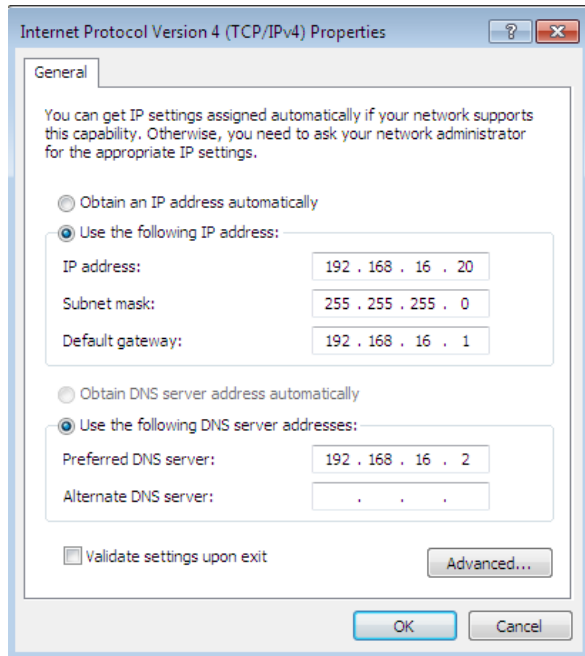 Internet Protocol Version 4 (TCP/IPv4) Properties
General
You can get IP settings assigned automatically if your network supports
this capability. Otherwise, you need to ask your network administrator
for the appropriate IP settings.
Obtain an IP address automatically
Use the following IP address:
IP address: 192 . 168 . 16 . 20
Subnet mask: 255 . 255 . 255 . 0
Default gateway: 192 . 168 . 16 . 1
Obtain DNS server address automatically
Use the following DNS server addresses:
Preferred DNS server: 192 . 168 . 16 . 2
Alternate DNS server: . . .
Validate settings upon exit
Advanced...
OK Cancel